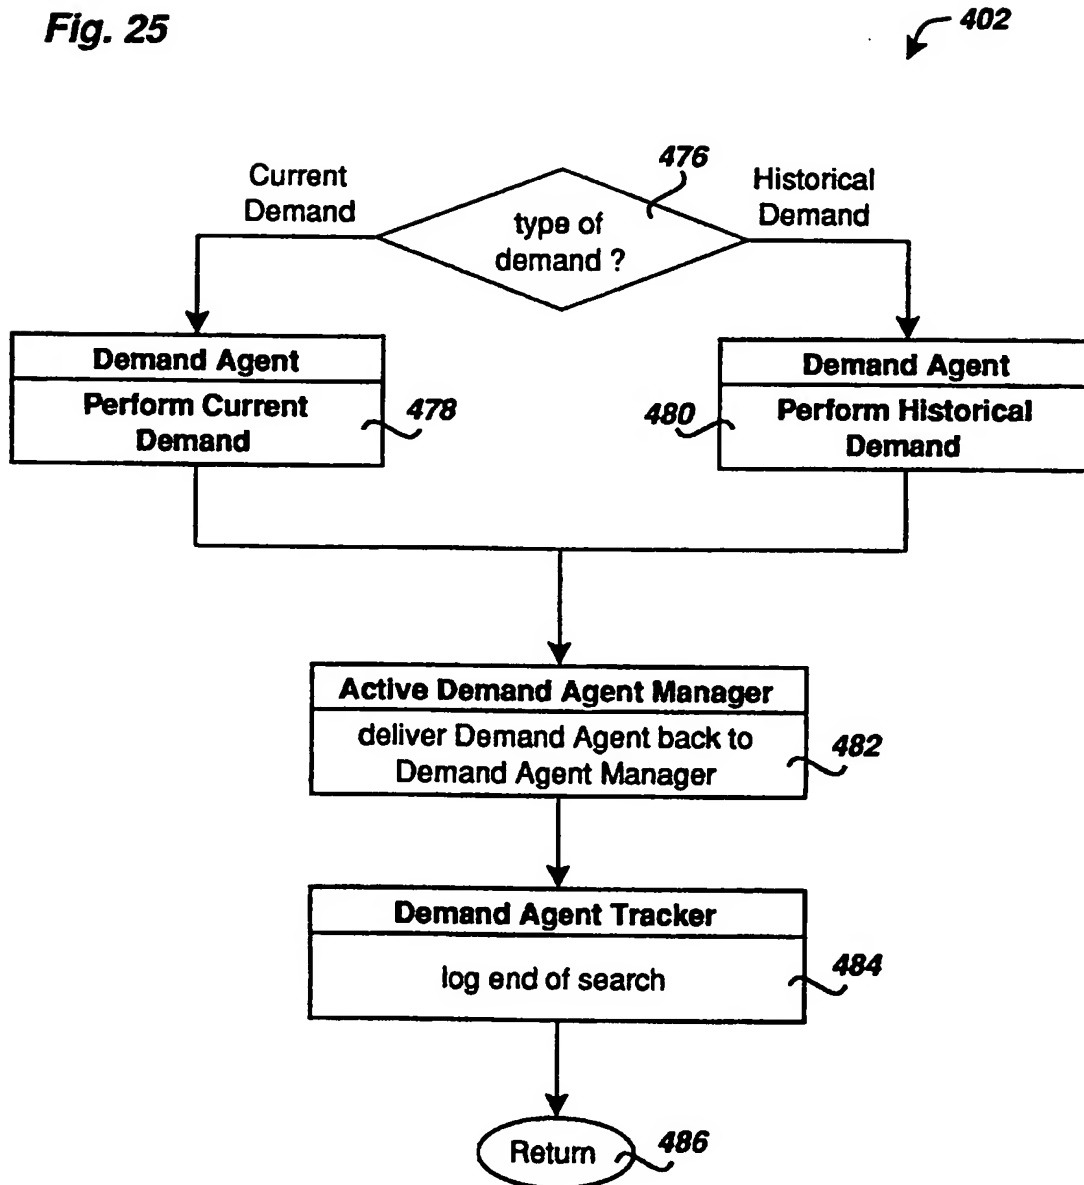 Fig. 25
402
476
Current
Demand
Historical
Demand
type of
demand ?
Demand Agent
Perform Current
Demand
478
Demand Agent
480
Perform Historical
Demand
Active Demand Agent Manager
deliver Demand Agent back to
Demand Agent Manager
482
Demand Agent Tracker
log end of search
484
Return
486